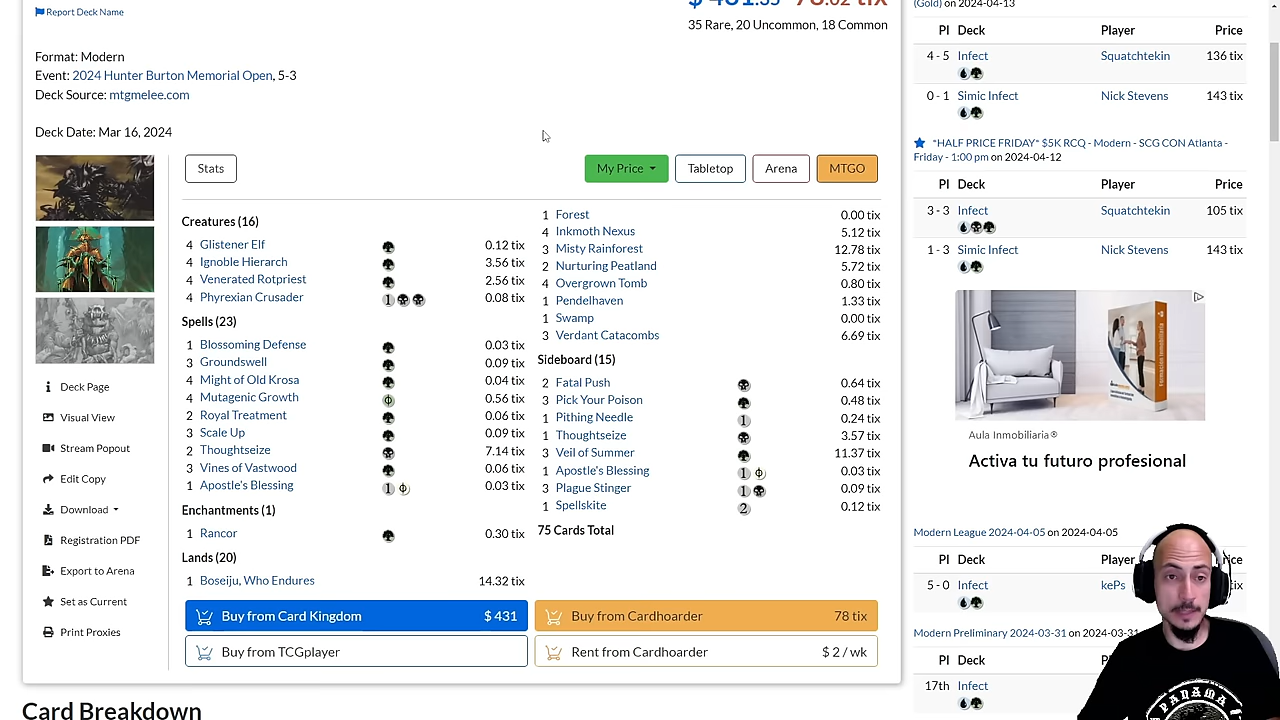 Report Deck Name
35 Rare, 20 Uncommon, 18 Common
Format: Modern
Event: 2024 Hunter Burton Memorial Open, 5-3
Deck Source: mtgmelee.com
Deck Date: Mar 16, 2024
Stats
My Price
Tabletop
Arena
MTGO
Creatures (16)
4 Glistener Elf 0.12 tix
4 Ignoble Hierarch 3.56 tix
4 Venerated Rotpriest 2.56 tix
4 Phyrexian Crusader 1 0.08 tix
Spells (23)
1 Blossoming Defense 0.03 tix
3 Groundswell 0.09 tix
4 Might of Old Krosa 0.04 tix
4 Mutagenic Growth 0.56 tix
2 Royal Treatment 0.06 tix
3 Scale Up 0.09 tix
2 Thoughtseize 7.14 tix
3 Vines of Vastwood 0.06 tix
1 Apostle's Blessing 1 0.03 tix
Enchantments (1)
1 Rancor 0.30 tix
Lands (20)
1 Boseiju, Who Endures 14.32 tix
1 Forest 0.00 tix
4 Inkmoth Nexus 5.12 tix
3 Misty Rainforest 12.78 tix
2 Nurturing Peatland 5.72 tix
4 Overgrown Tomb 0.80 tix
1 Pendelhaven 1.33 tix
1 Swamp 0.00 tix
3 Verdant Catacombs 6.69 tix
Sideboard (15)
2 Fatal Push 0.64 tix
3 Pick Your Poison 0.48 tix
1 Pithing Needle 1 0.24 tix
1 Thoughtseize 3.57 tix
3 Veil of Summer 11.37 tix
1 Apostle's Blessing 1 0.03 tix
3 Plague Stinger 1 0.09 tix
1 Spellskite 2 0.12 tix
75 Cards Total
Buy from Card Kingdom $ 431
Buy from Cardhoarder 78 tix
Buy from TCGplayer
Rent from Cardhoarder $ 2 / wk
Deck Page
Visual View
Stream Popout
Edit Copy
Download
Registration PDF
Export to Arena
Set as Current
Print Proxies
Card Breakdown
(Gold) on 2024-04-13
Pl Deck Player Price
4 - 5 Infect Squatchtekin 136 tix
0 - 1 Simic Infect Nick Stevens 143 tix
*HALF PRICE FRIDAY* $5K RCQ - Modern - SCG CON Atlanta -
Friday - 1:00 pm on 2024-04-12
Pl Deck Player Price
3 - 3 Infect Squatchtekin 105 tix
1 - 3 Simic Infect Nick Stevens 143 tix
Aula Inmobiliaria®
Activa tu futuro profesional
Modern League 2024-04-05 on 2024-04-05
Pl Deck Player
5 - 0 Infect kePs
Modern Preliminary 2024-03-31 on 2024-03-31
Pl Deck
17th Infect
PANAMA